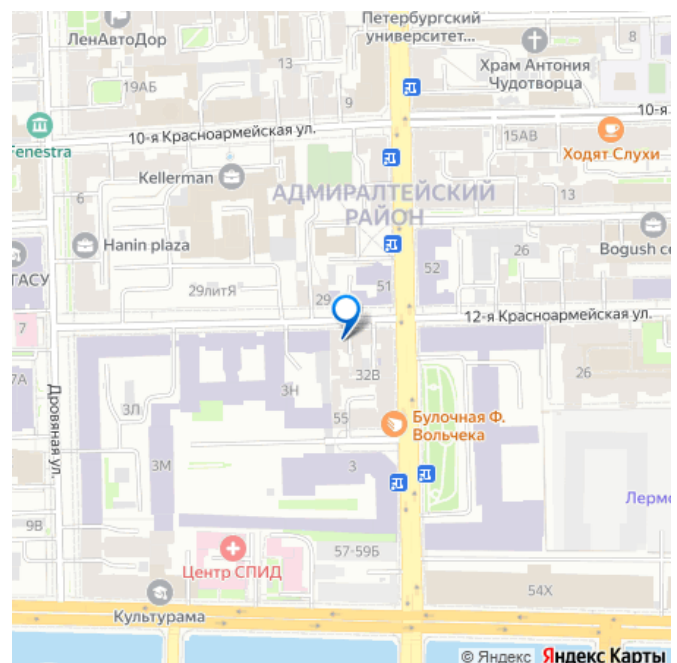 Петербургский
университет...
ЛенАвтоДор
8
13
Храм Антония
Чудотворца
19АБ
9
10-я
10-я Красноармейская ул.
15АВ
Fenestra
Ходят Слухи
Kellerman
АДМИРАЛТЕЙСКИЙ
РАЙОН
6
13
Hanin plaza
26
Bogush ce
52
ГАСУ
51
29литЯ
29
7
12-я Красноармейская ул.
7А
32В
26
3Н
Дровяная ул.
3Л
55
Булочная Ф.
Вольчека
3М
3
Лермо
9В
57-59Б
Центр СПИД
54Х
Культурама
© Яндекс Яндекс Карты